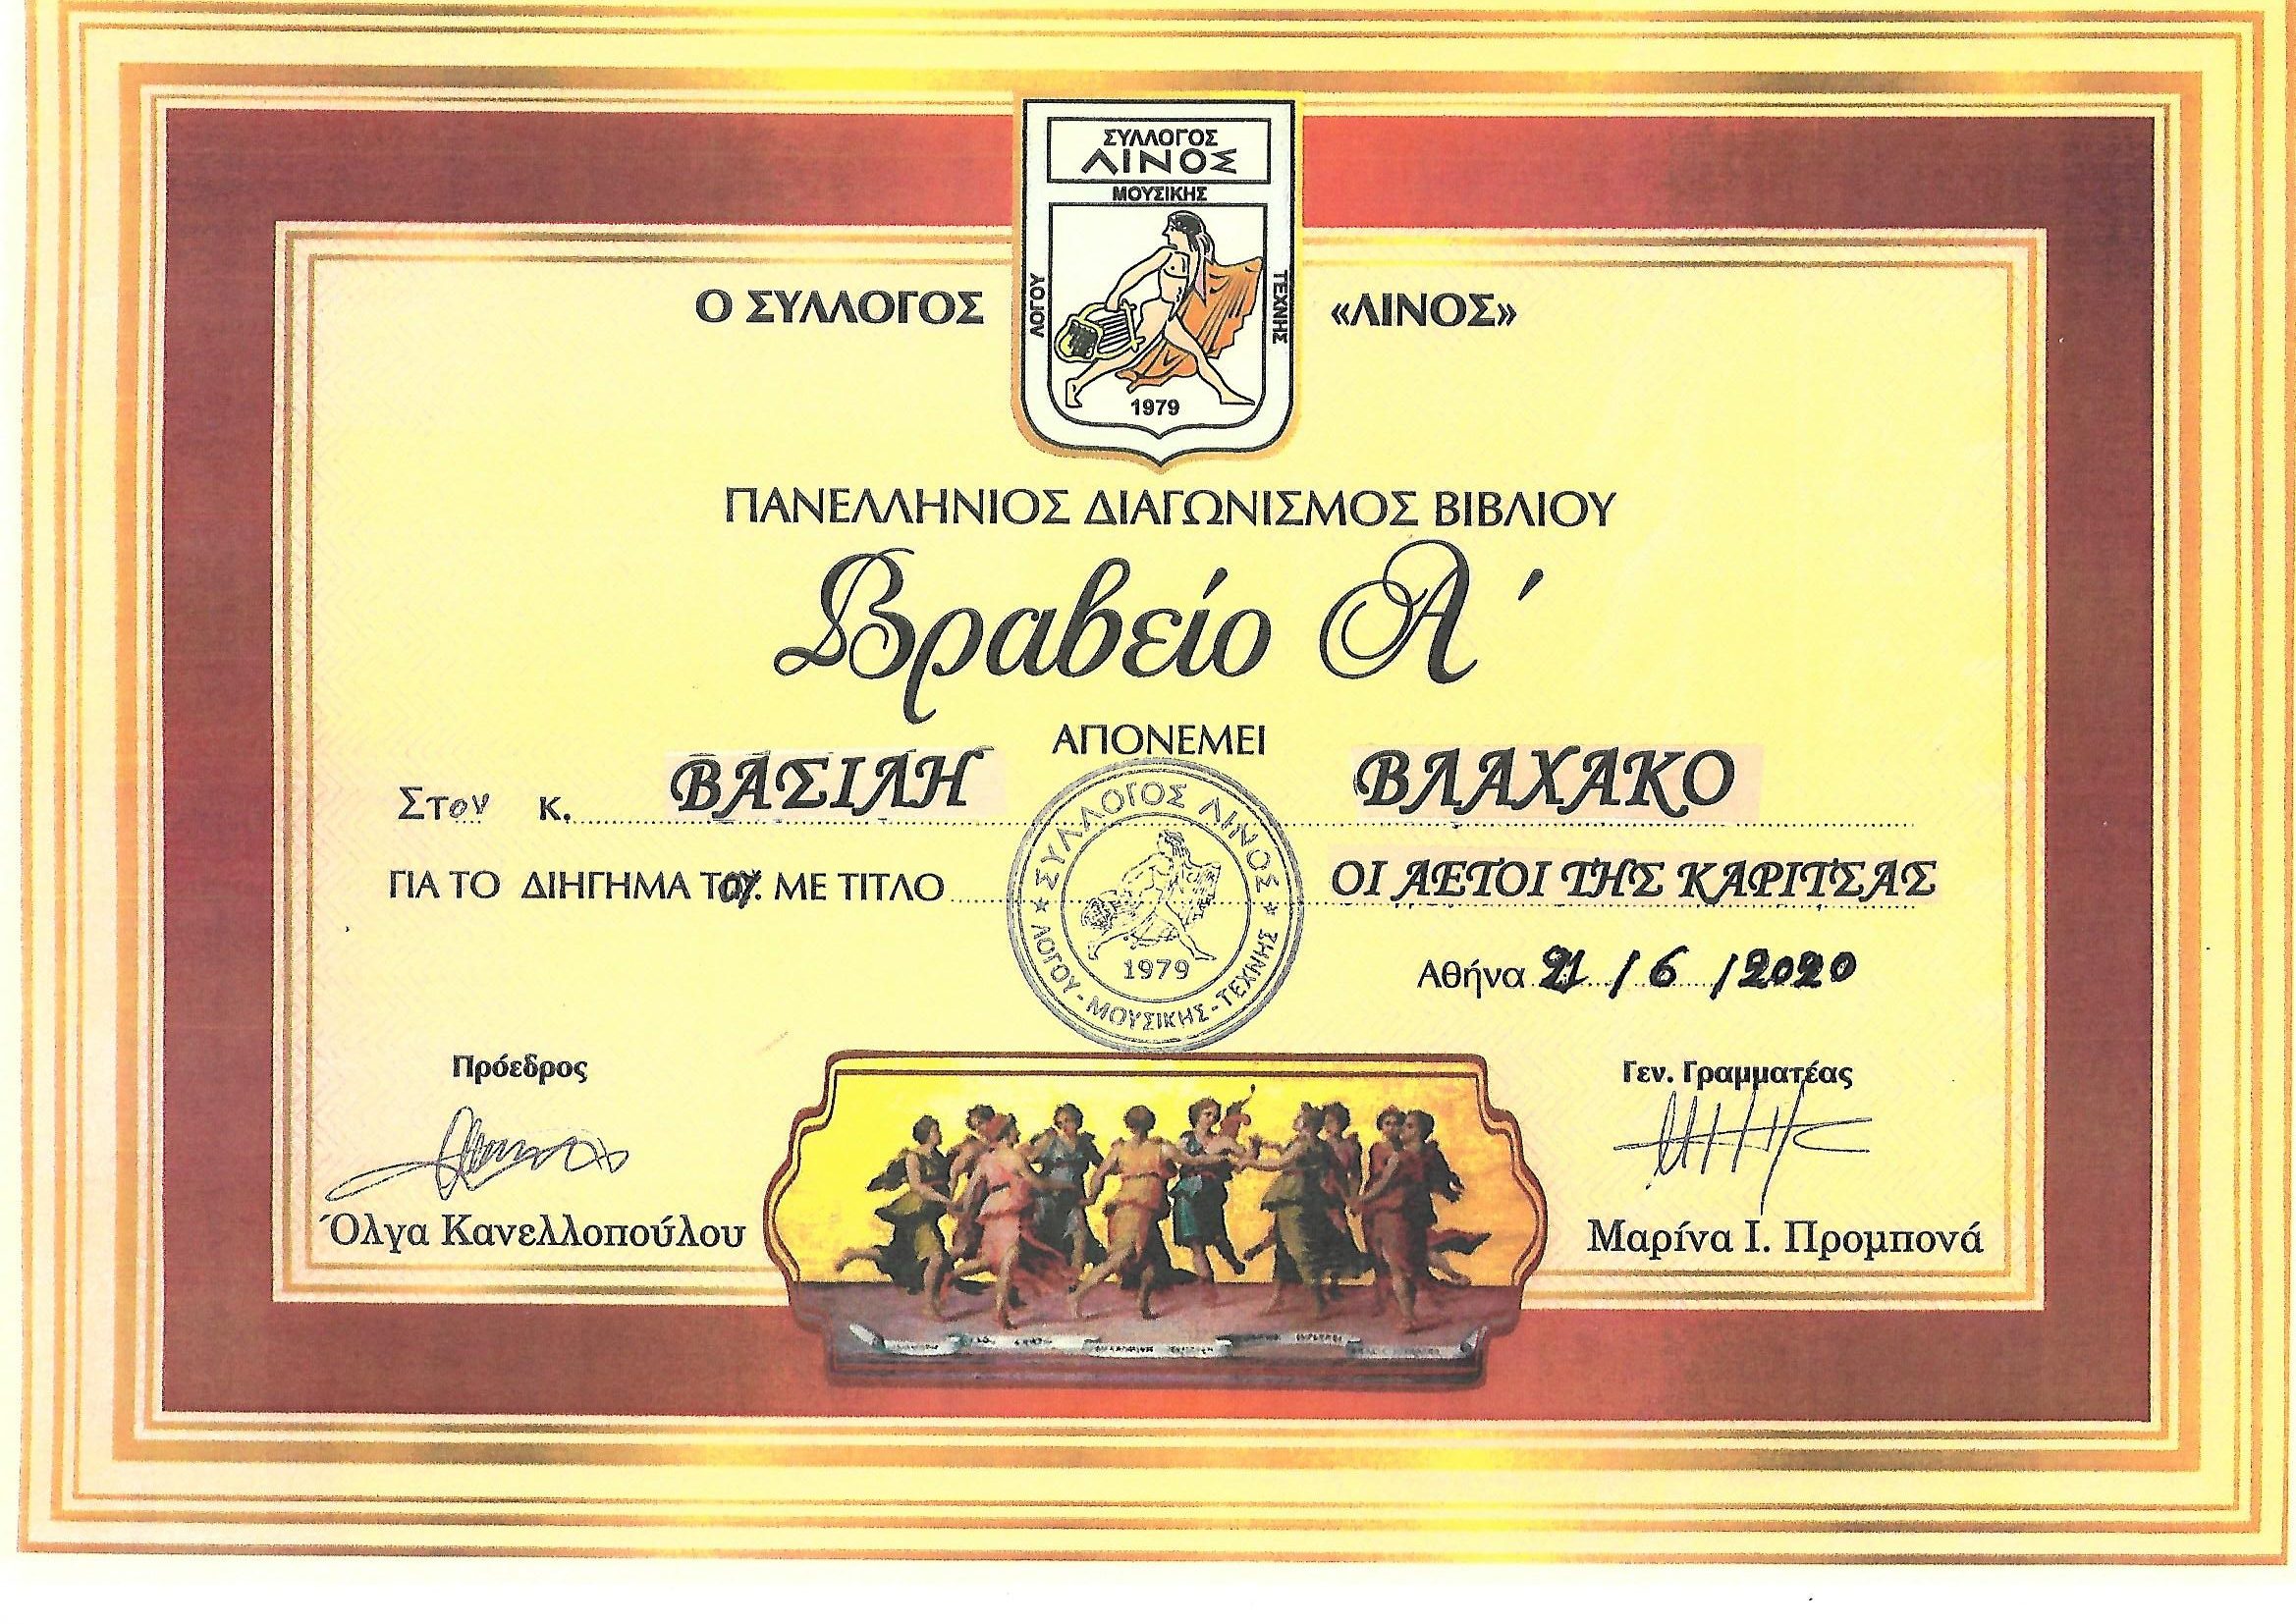 ΣΥΛΛΟΓΟΣ
ΛΙΝΟΣ
ΜΟΥΣΙΚΗΣ
ΛΟΓΟΥ
ΤΕΧΝΗΣ
1979
Ο ΣΥΛΛΟΓΟΣ «ΛΙΝΟΣ»
ΠΑΝΕΛΛΗΝΙΟΣ ΔΙΑΓΩΝΙΣΜΟΣ ΒΙΒΛΙΟΥ
Βραβείο Α΄
ΑΠΟΝΕΜΕΙ
Στον κ. ΒΑΣΙΛΗ ΒΛΑΧΑΚΟ
ΓΙΑ ΤΟ ΔΙΗΓΗΜΑ ΤΟΥ. ΜΕ ΤΙΤΛΟ ΟΙ ΑΕΤΟΙ ΤΗΣ ΚΑΡΙΤΣΑΣ
★ ΣΥΛΛΟΓΟΣ ΛΙΝΟΣ ★
ΛΟΓΟΥ - ΜΟΥΣΙΚΗΣ - ΤΕΧΝΗΣ
1979
Αθήνα 21 / 6 / 2020
Πρόεδρος
Όλγα Κανελλοπούλου
Γεν. Γραμματέας
Μαρίνα Ι. Προμπονά